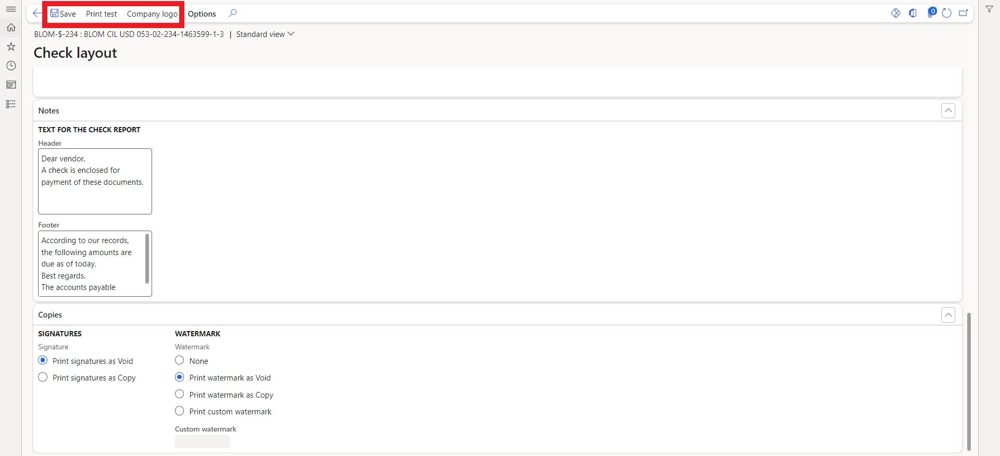 Save Print test Company logo Options
0
BLOM-$-234 : BLOM CIL USD 053-02-234-1463599-1-3 | Standard view
Check layout
Notes
TEXT FOR THE CHECK REPORT
Header
Dear vendor,
A check is enclosed for
payment of these documents.
Footer
According to our records,
the following amounts are
due as of today.
Best regards.
The accounts payable
Copies
SIGNATURES
Signature
Print signatures as Void
Print signatures as Copy
WATERMARK
Watermark
None
Print watermark as Void
Print watermark as Copy
Print custom watermark
Custom watermark